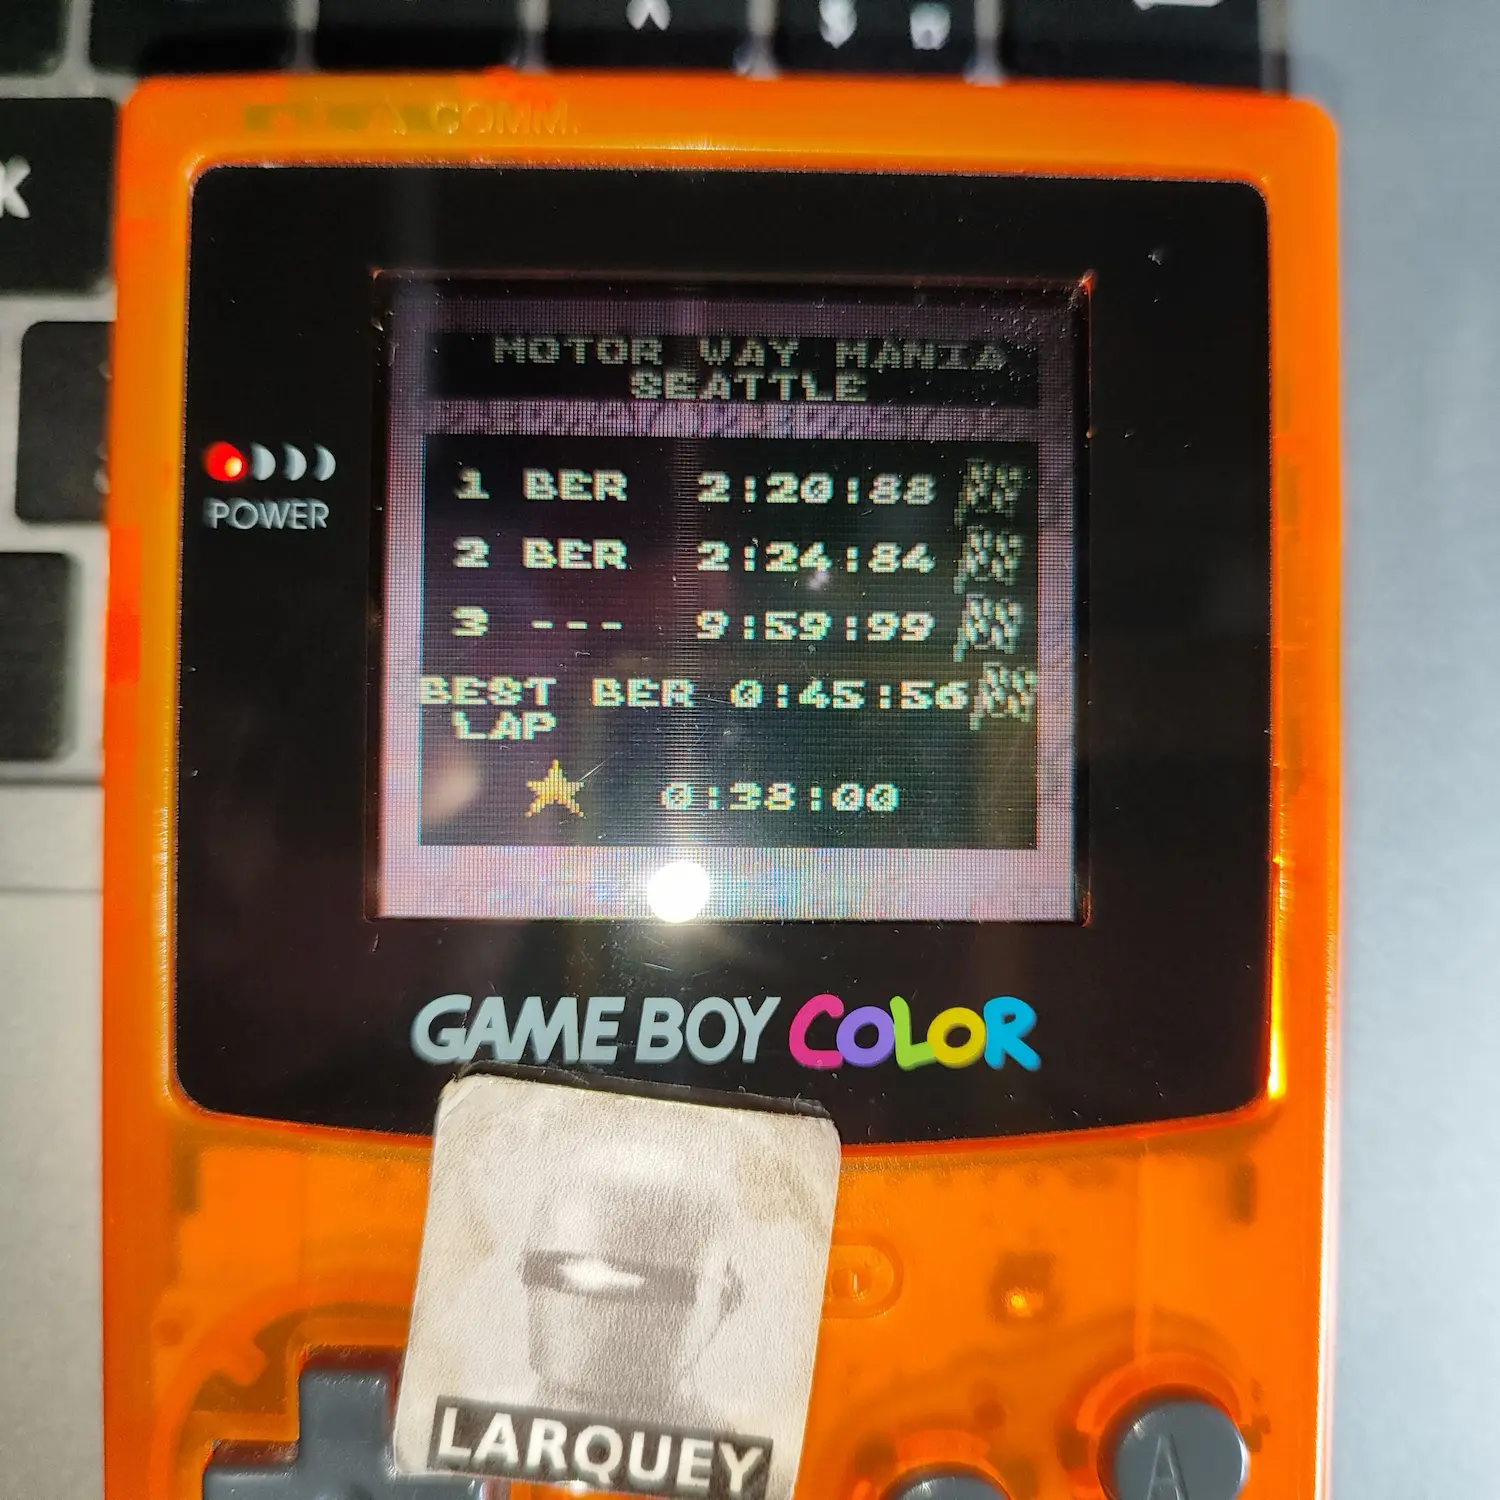 K
COMM.
MOTOR WAY MANIA
SEATTLE
1 BER 2:20:88
2 BER 2:24:84
3 --- 9:59:99
BEST BER 0:45:56
LAP
0:38:00
POWER
GAME BOY COLOR
LARQUEY
A